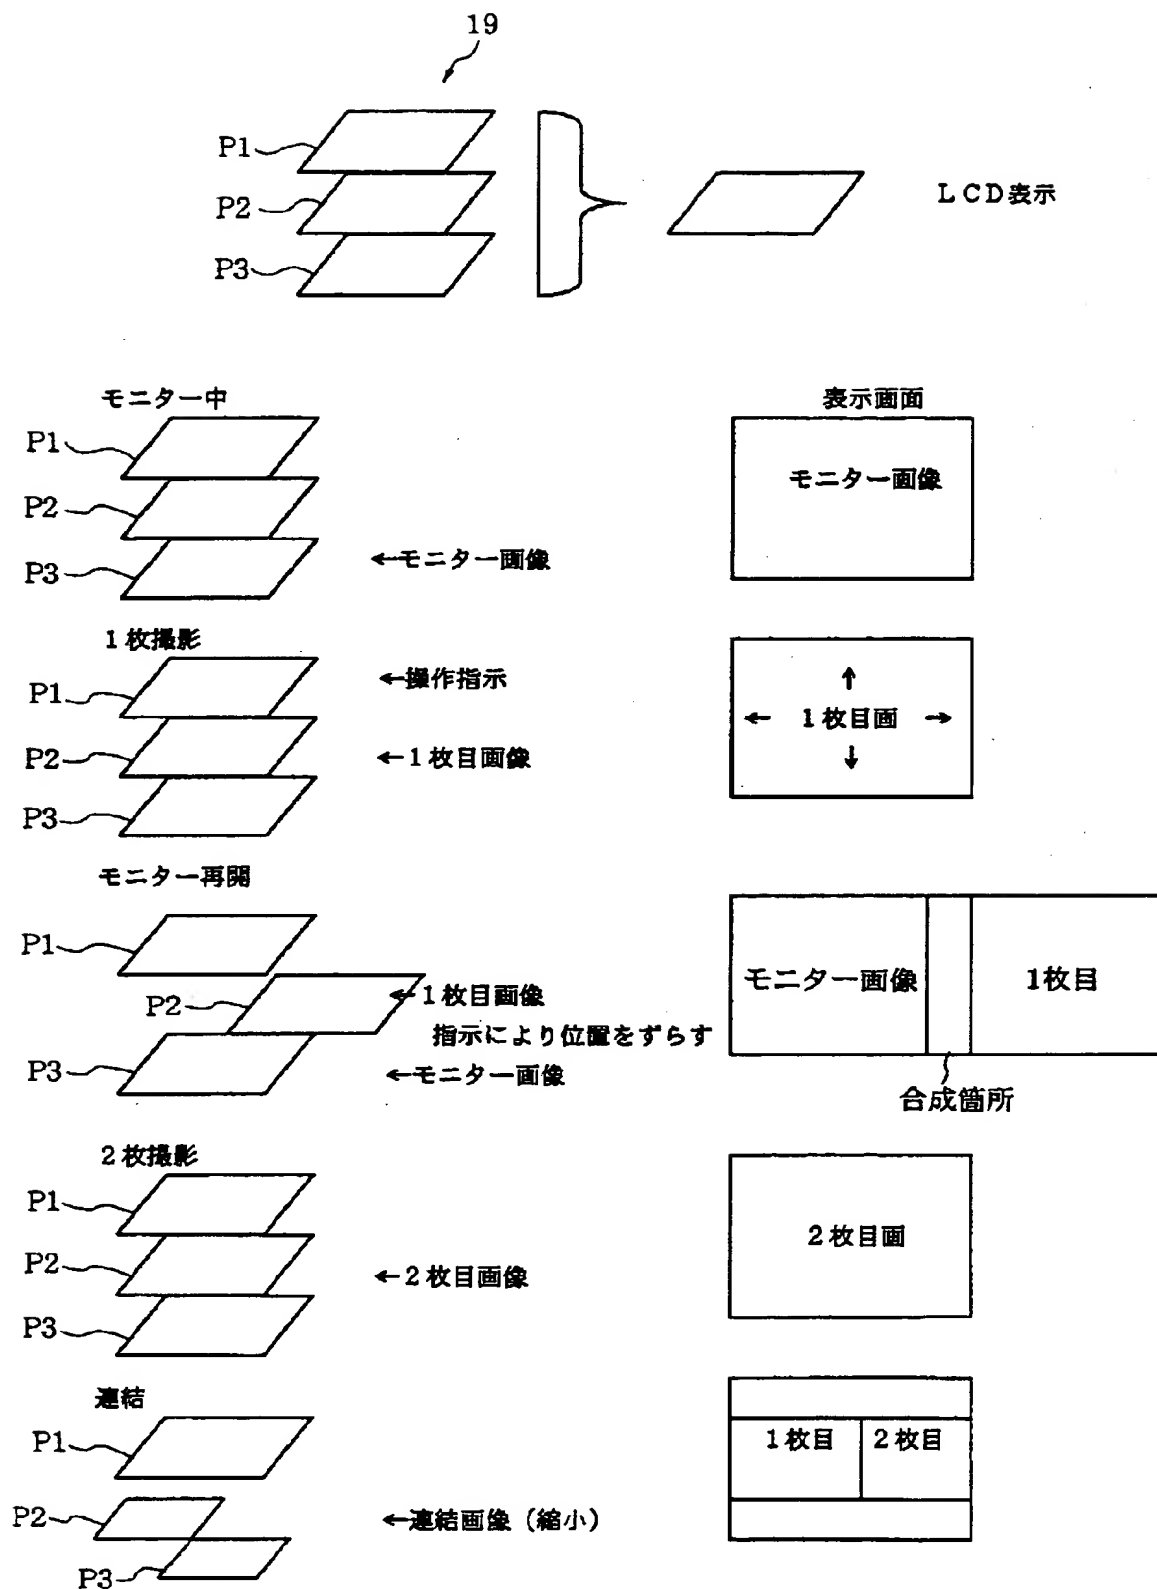 19
P1
P2
P3
LCD表示
モニター中
表示画面
P1
P2
P3
←モニター画像
モニター画像
1枚撮影
P1
P2
P3
←操作指示
←1枚目画像
↑
← 1枚目画 →
↓
モニター再開
P1
P2
P3
←1枚目画像
指示により位置をずらす
←モニター画像
モニター画像
1枚目
合成箇所
2枚撮影
P1
P2
P3
←2枚目画像
2枚目画
連結
P1
P2
P3
←連結画像(縮小)
1枚目
2枚目